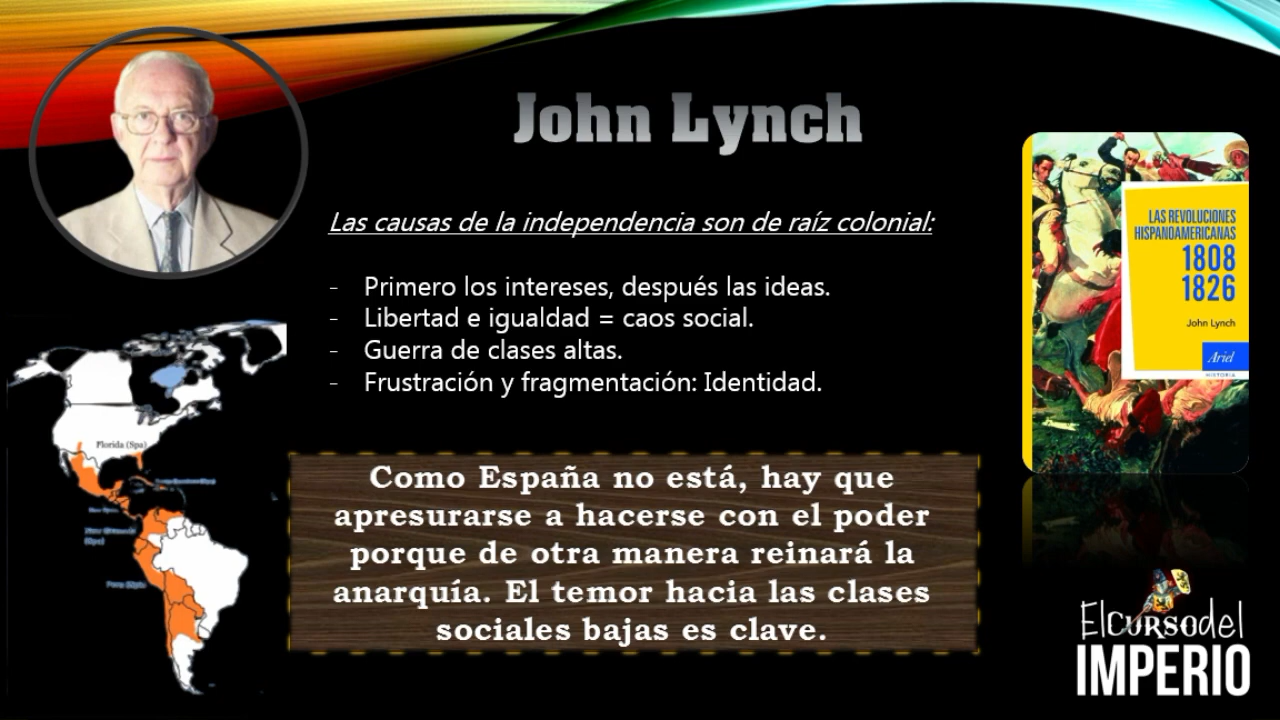 John Lynch
Las causas de la independencia son de raíz colonial:
- Primero los intereses, después las ideas.
- Libertad e igualdad = caos social.
- Guerra de clases altas.
- Frustración y fragmentación: Identidad.
Como España no está, hay que
apresurarse a hacerse con el poder
porque de otra manera reinará la
anarquía. El temor hacia las clases
sociales bajas es clave.
Florida (Spa)
LAS REVOLUCIONES
HISPANOAMERICANAS
1808
1826
John Lynch
Ariel
HISTORIA
El CURSO del
IMPERIO